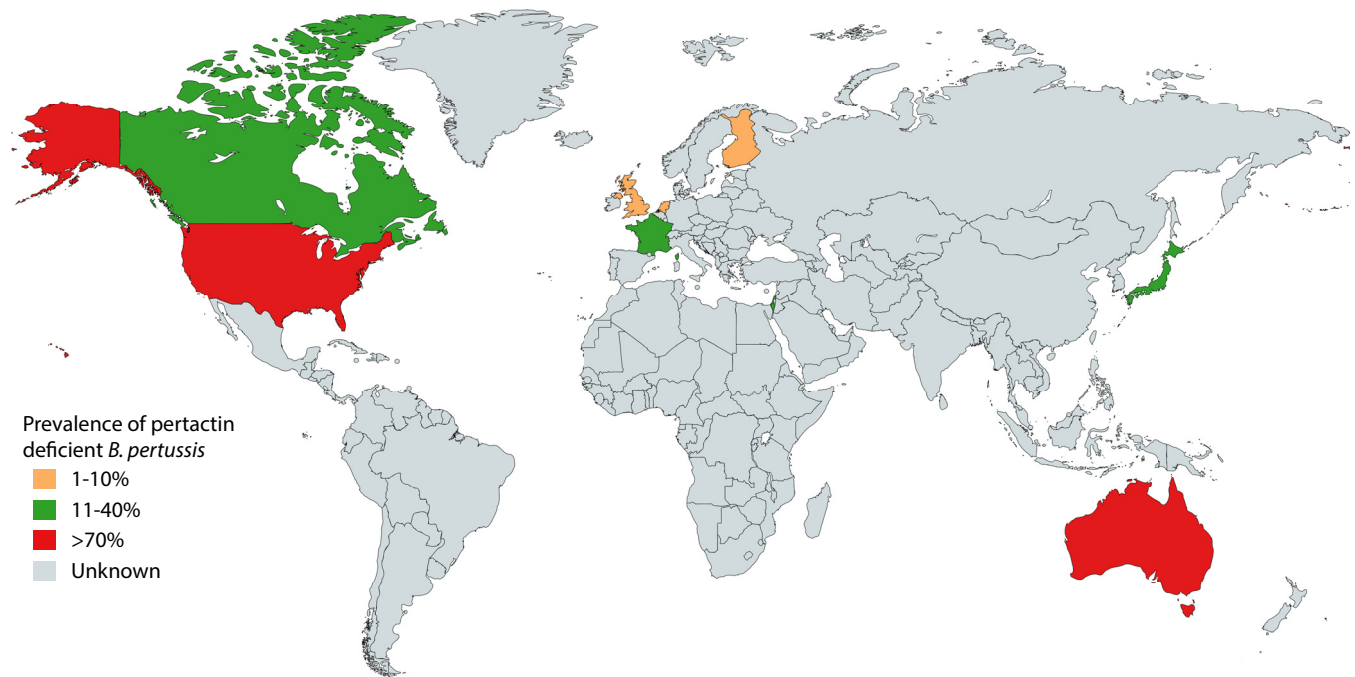 Prevalence of pertactin
deficient B. pertussis
1-10%
11-40%
>70%
Unknown